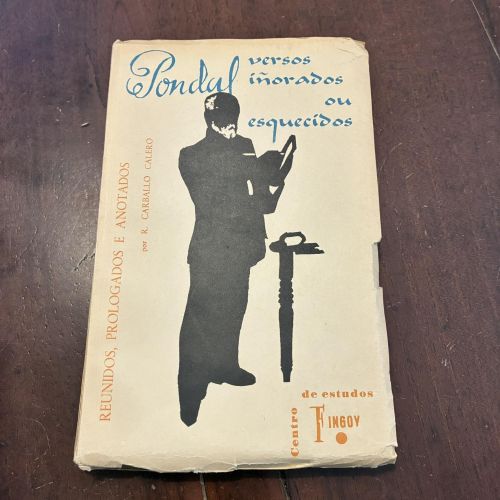 Pondal
versos
iñorados
ou
esquecidos
REUNIDOS, PROLOGADOS E ANOTADOS
por R. CARBALLO CALERO
Centro
de estudos
FINGOY